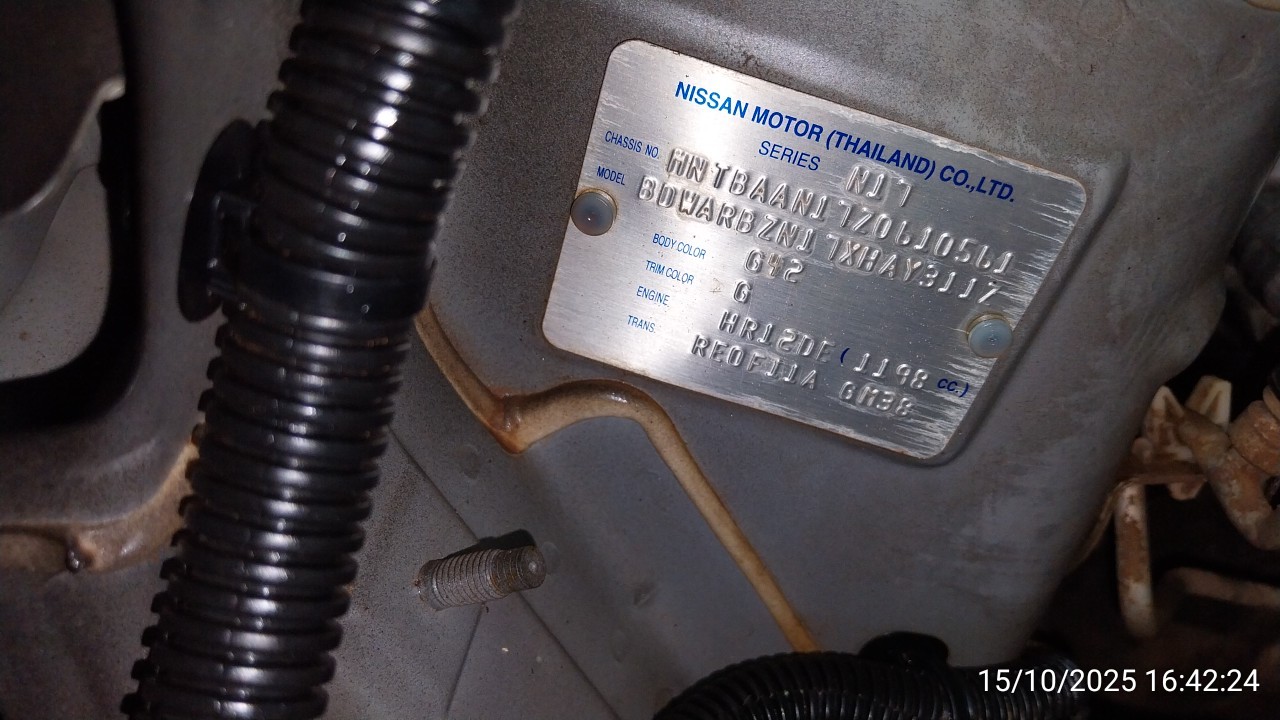 NISSAN MOTOR (THAILAND) CO.,LTD.
SERIES N17
CHASSIS NO. MNTBAAN17Z0610561
MODEL BDWARBZN17XHAY3117
BODY COLOR G42
TRIM COLOR G
ENGINE HR12DE (1198 CC.)
TRANS. RE0F11A GM38
15/10/2025 16:42:24